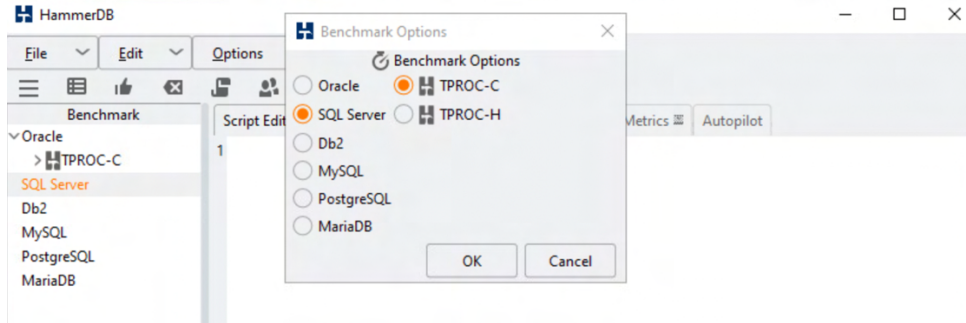 HammerDB
File Edit Options
Benchmark
Oracle
TPROC-C
SQL Server
Db2
MySQL
PostgreSQL
MariaDB
Script Edit
1
Metrics
Autopilot
Benchmark Options
Benchmark Options
Oracle TPROC-C
SQL Server TPROC-H
Db2
MySQL
PostgreSQL
MariaDB
OK Cancel